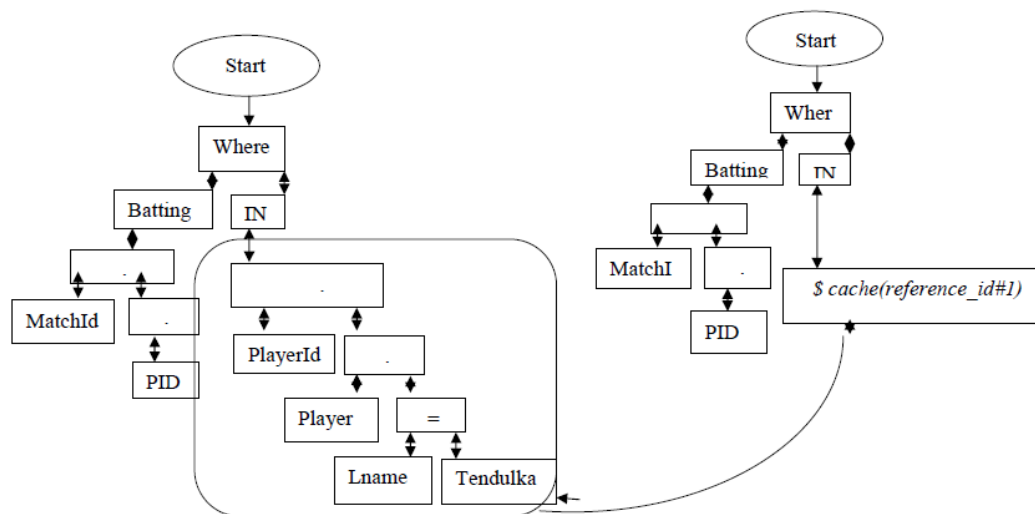 Start
Where
Batting
IN
.
.
MatchId
.
PlayerId
.
PID
Player
=
Lname
Tendulka
Start
Wher
Batting
IN
MatchI
.
PID
$ cache(reference_id#1)